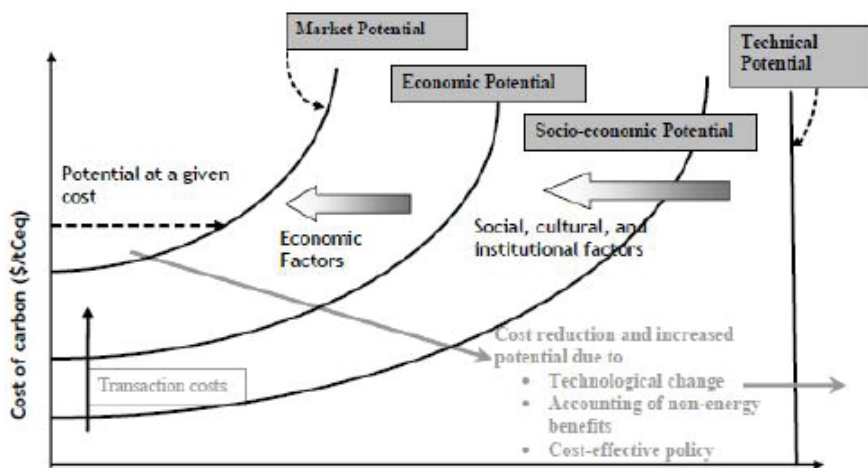 Market Potential
Technical
Potential
Economic Potential
Socio-economic Potential
Potential at a given
cost
Economic
Factors
Social, cultural, and
institutional factors
Cost of carbon ($/tCeq)
Transaction costs
Cost reduction and increased
potential due to
• Technological change
• Accounting of non-energy
benefits
• Cost-effective policy